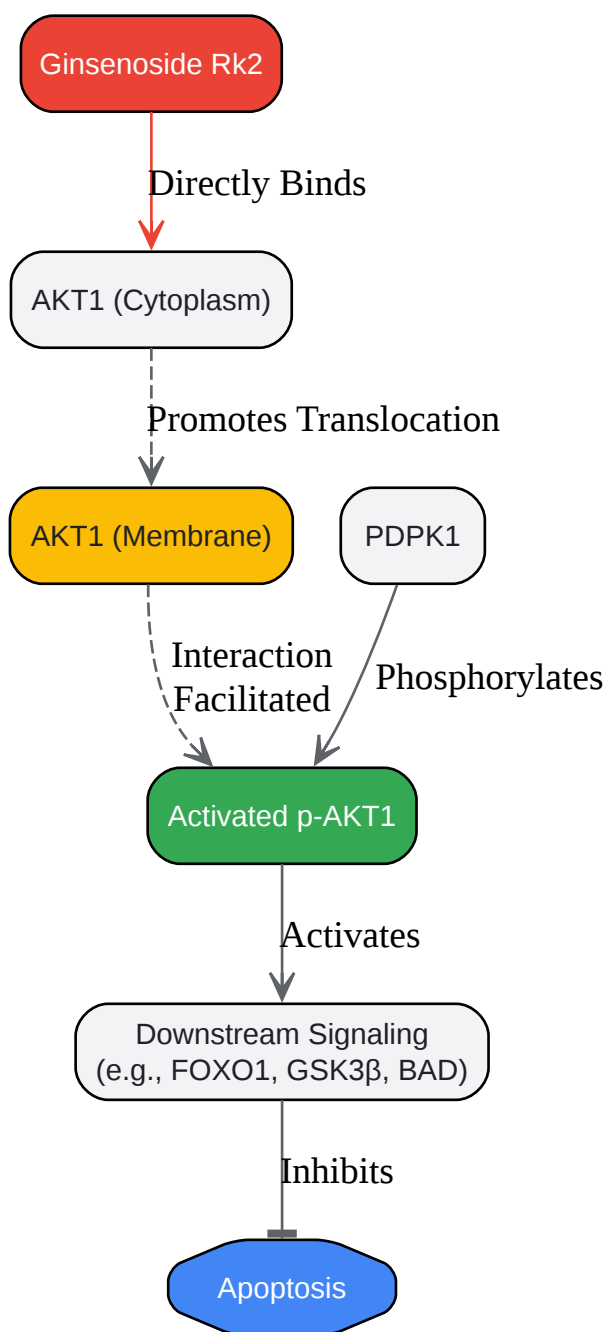 Ginsenoside Rk2
Directly Binds
AKT1 (Cytoplasm)
Promotes Translocation
AKT1 (Membrane)
PDPK1
Interaction
Facilitated
Phosphorylates
Activated p-AKT1
Activates
Downstream Signaling
(e.g., FOXO1, GSK3β, BAD)
Inhibits
Apoptosis